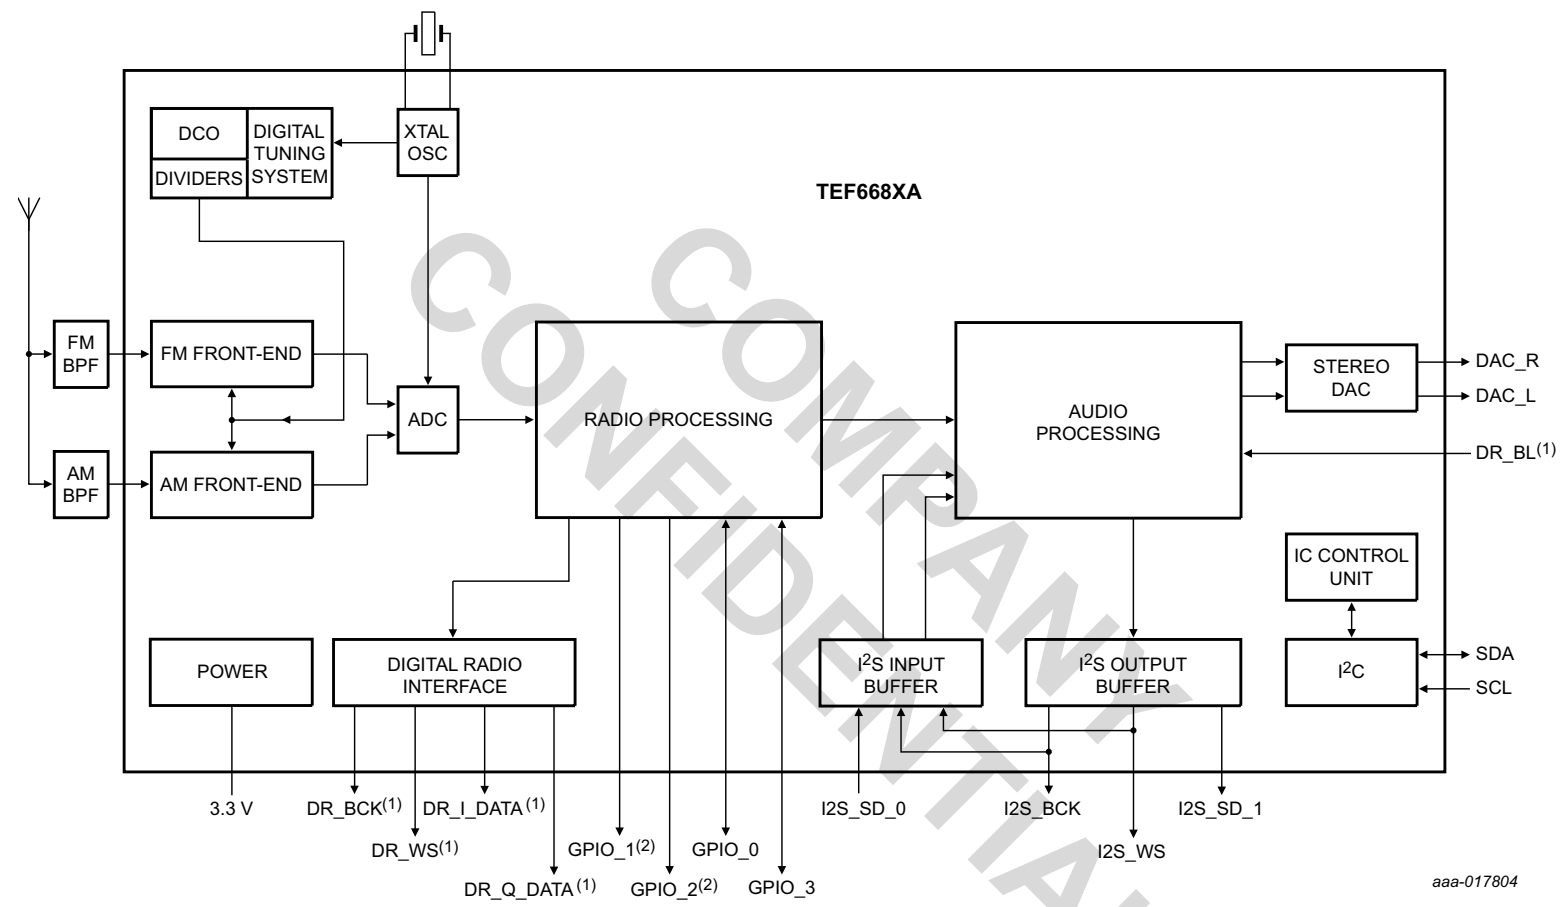 XTAL
OSC
DCO
DIVIDERS
DIGITAL
TUNING
SYSTEM
TEF668XA
FM
BPF
FM FRONT-END
AM
BPF
AM FRONT-END
ADC
RADIO PROCESSING
AUDIO
PROCESSING
STEREO
DAC
DAC_R
DAC_L
DR_BL(1)
IC CONTROL
UNIT
I2C
SDA
SCL
POWER
DIGITAL RADIO
INTERFACE
I2S INPUT
BUFFER
I2S OUTPUT
BUFFER
3.3 V
DR_BCK(1)
DR_I_DATA(1)
DR_WS(1)
DR_Q_DATA(1)
GPIO_1(2)
GPIO_2(2)
GPIO_0
GPIO_3
I2S_SD_0
I2S_BCK
I2S_SD_1
I2S_WS
aaa-017804
COMPANY
CONFIDENTIAL